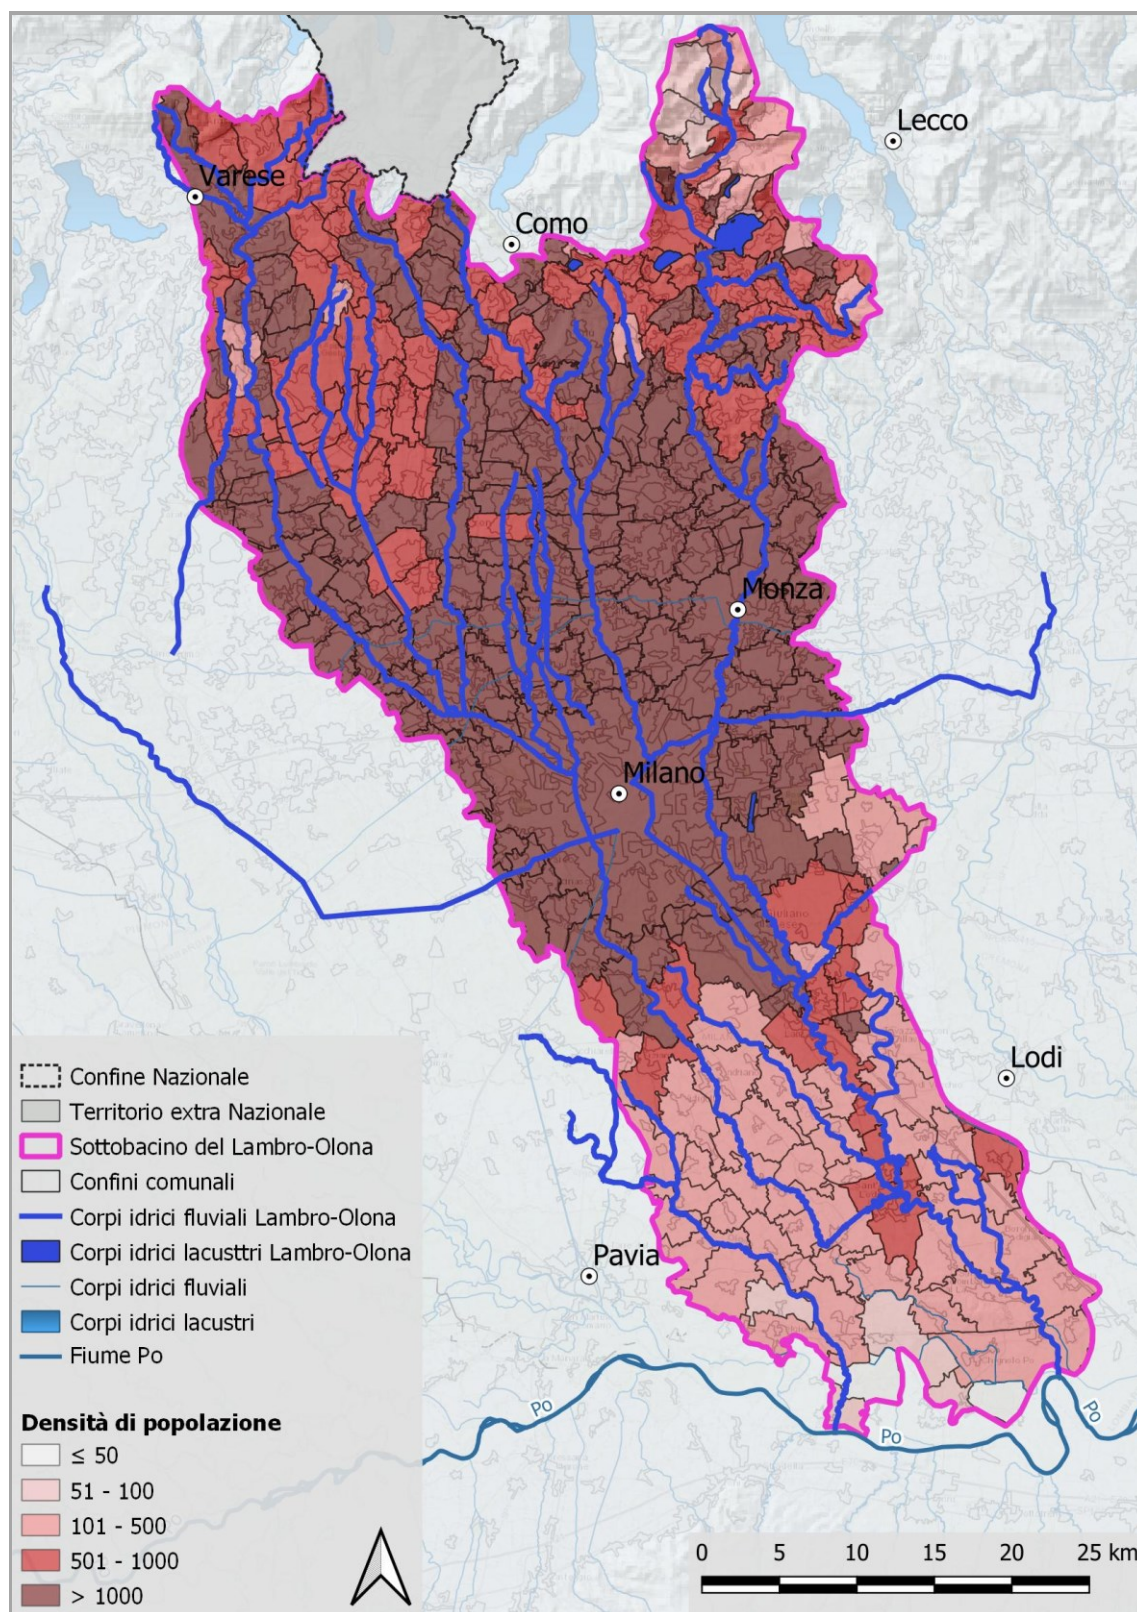 Lecco
Varese
Como
Monza
Milano
Lodi
Pavia
Po
Po
Po
Confine Nazionale
Territorio extra Nazionale
Sottobacino del Lambro-Olona
Confini comunali
Corpi idrici fluviali Lambro-Olona
Corpi idrici lacusttri Lambro-Olona
Corpi idrici fluviali
Corpi idrici lacustri
Fiume Po
Densità di popolazione
≤ 50
51 - 100
101 - 500
501 - 1000
> 1000
0 5 10 15 20 25 km